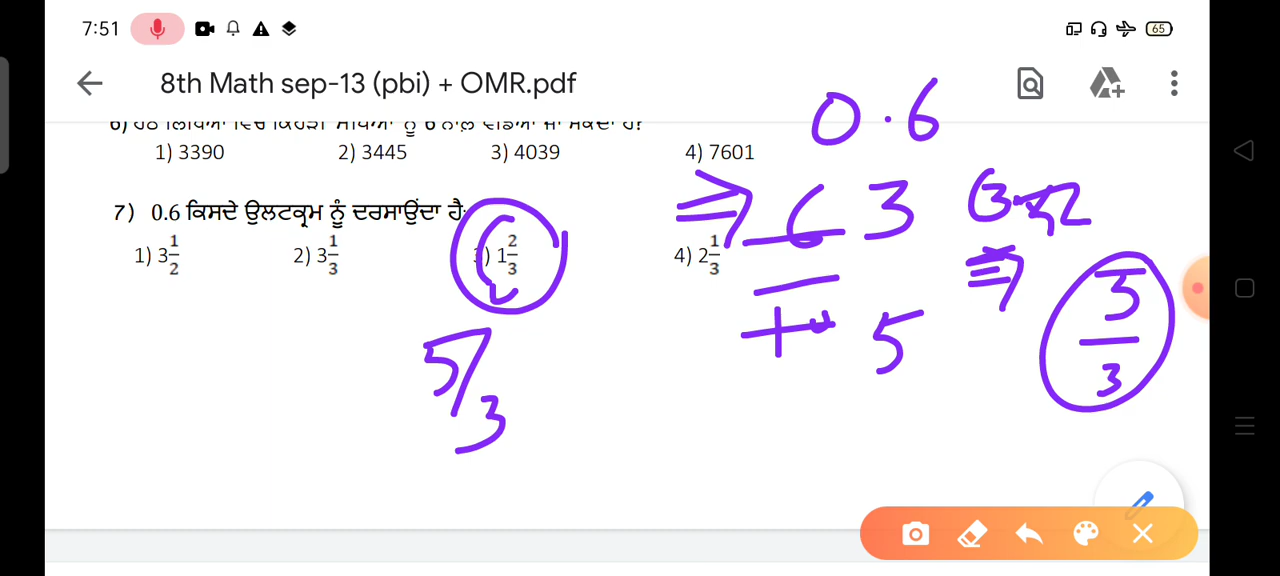 7:51 65
8th Math sep-13 (pbi) + OMR.pdf
0.6
1) 3390 2) 3445 3) 4039 4) 7601
7) 0.6 ਕਿਸਦੇ ਉਲਟਕ੍ਰਮ ਨੂੰ ਦਰਸਾਉਂਦਾ ਹੈ:
1) 3 1/2 2) 3 1/3 3) 1 2/3 4) 2 1/3
6 3
5
5/3
5/3